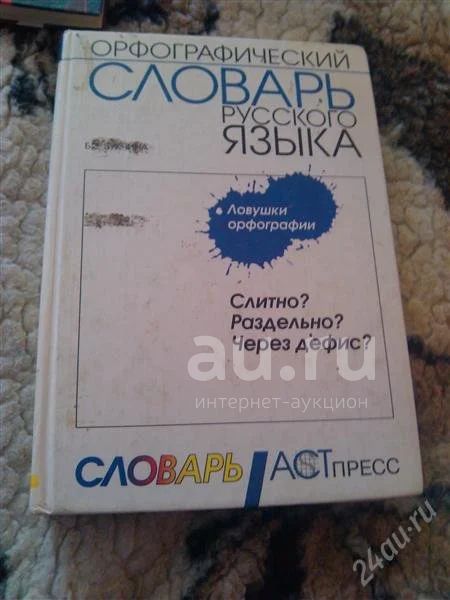 ОРФОГРАФИЧЕСКИЙ
СЛОВАРЬ
РУССКОГО
ЯЗЫКА
Ловушки
орфографии
Слитно?
Раздельно?
Через дефис?
au.ru
интернет-аукцион
СЛОВАРЬ АСТ ПРЕСС
24au.ru